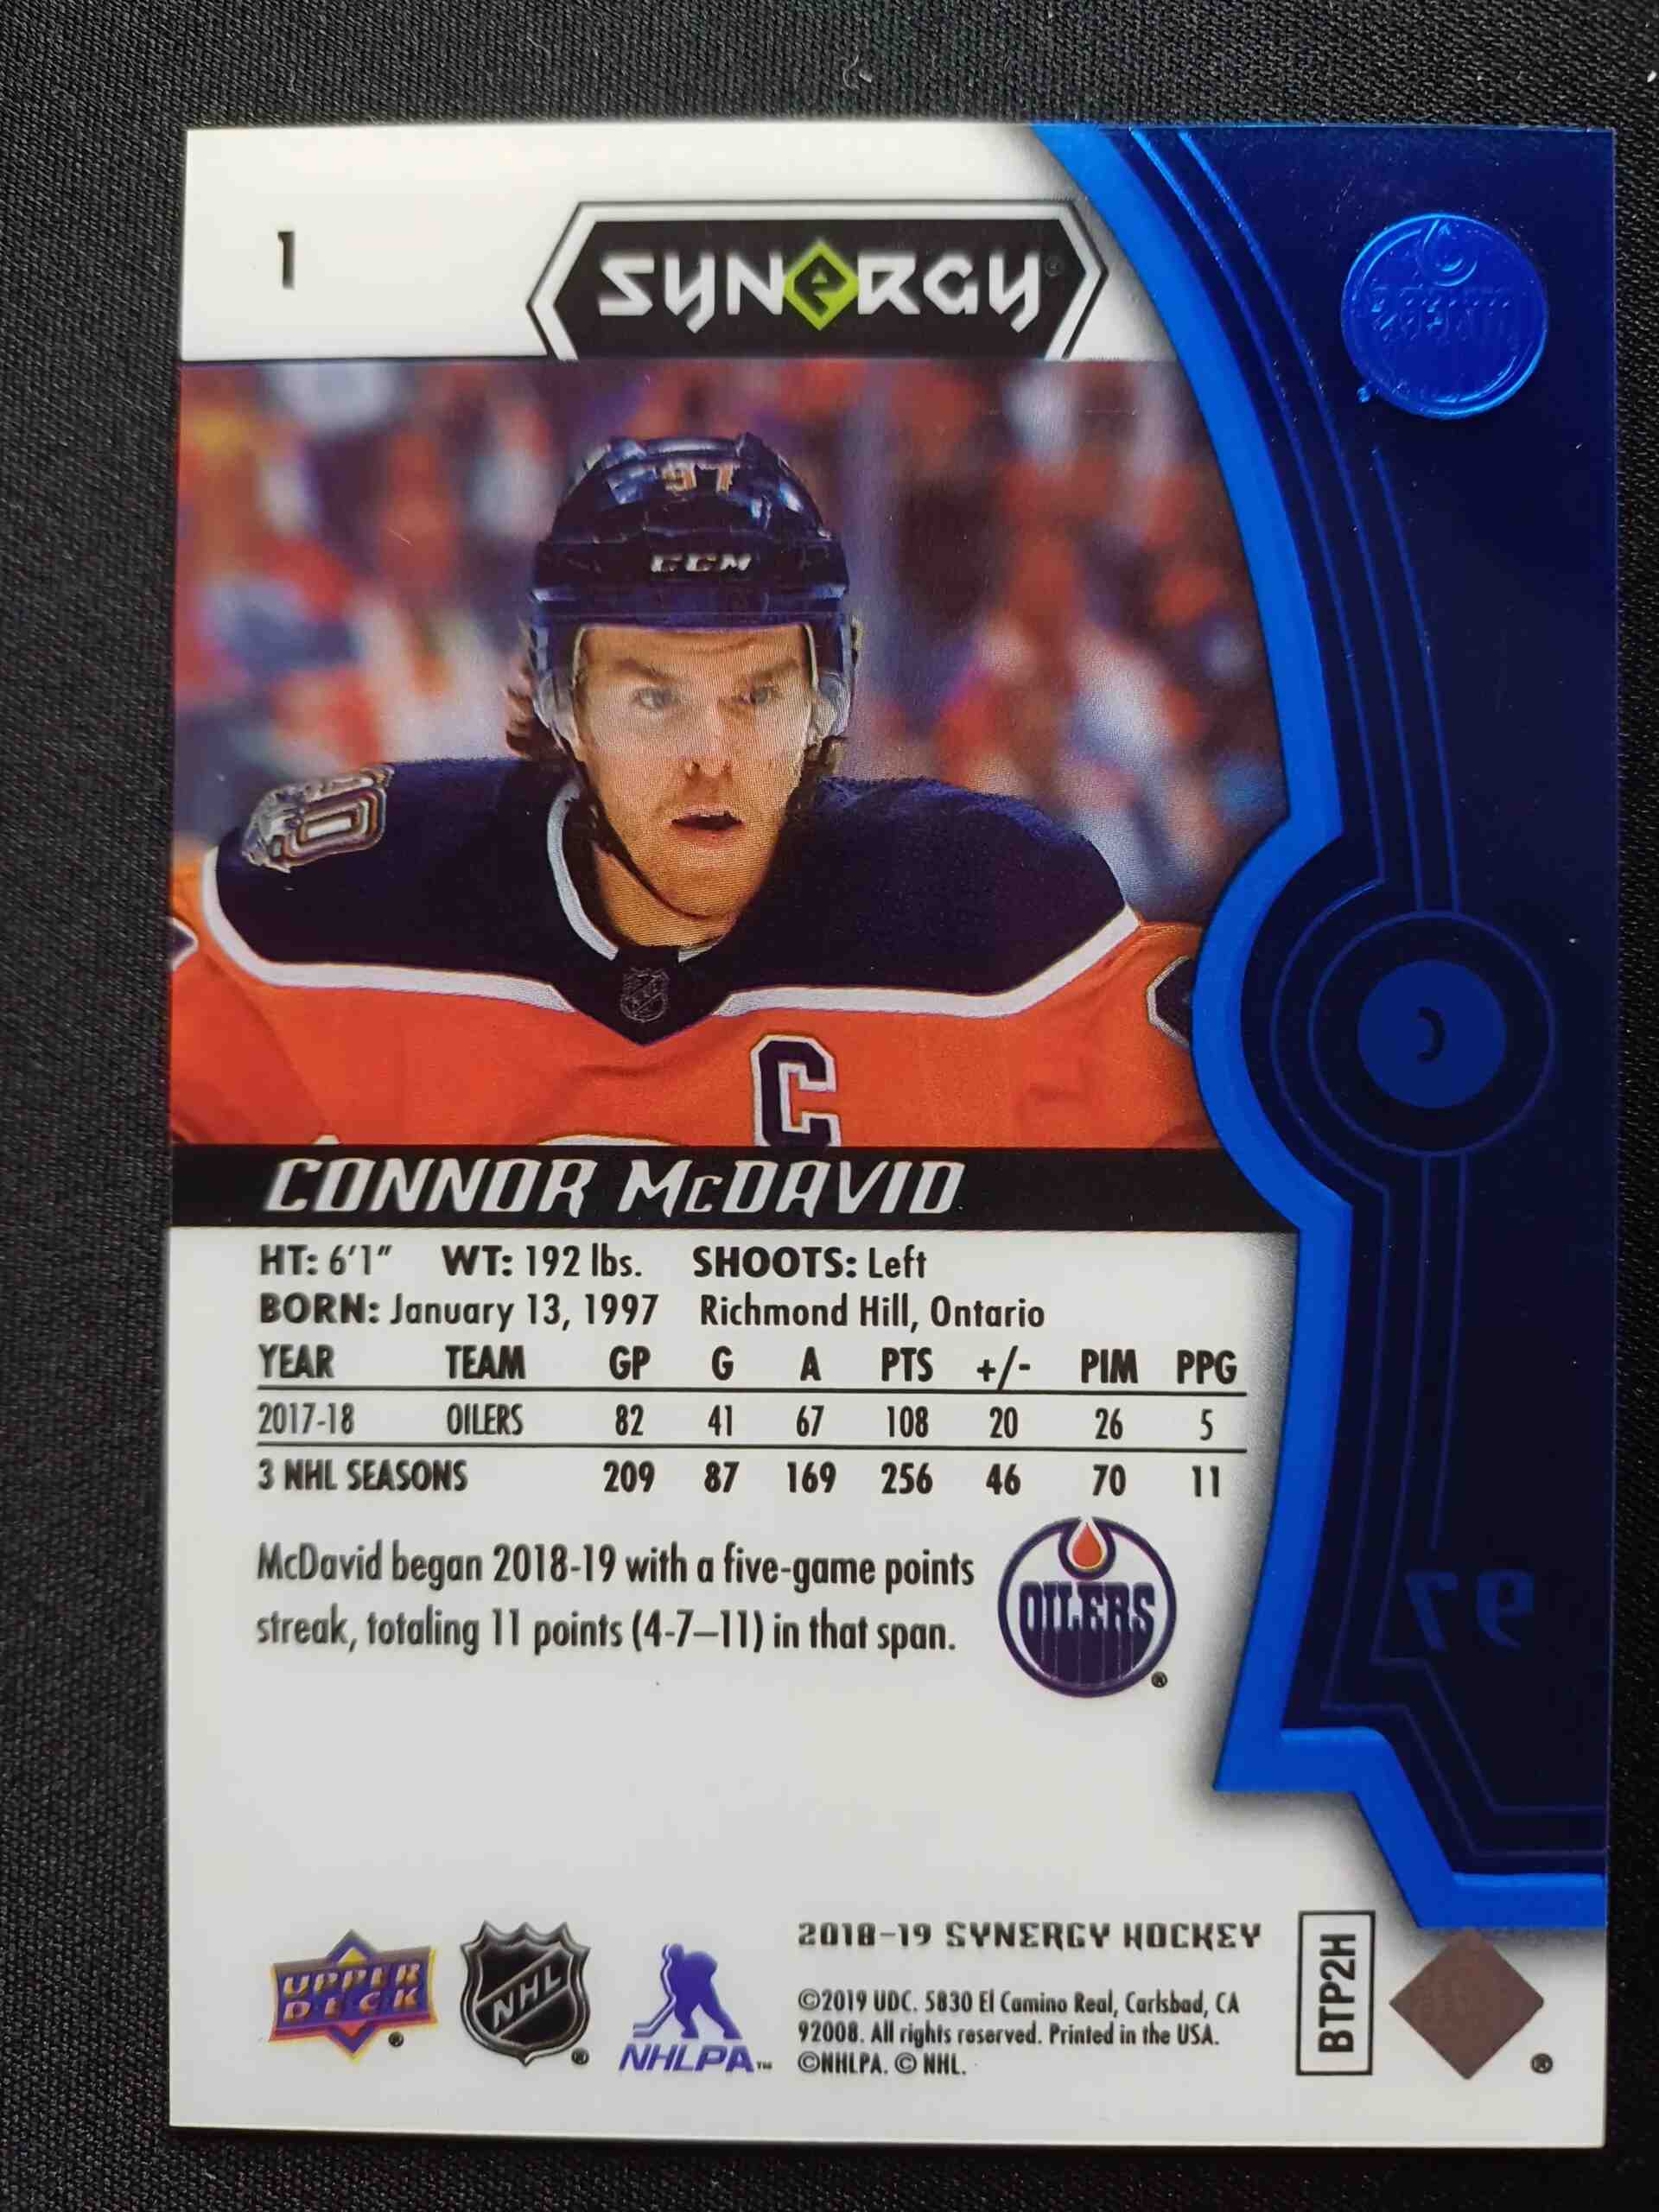 1
SYNERGY®
OILERS
97
CCM
C
C
CONNOR McDAVID
HT: 6'1" WT: 192 lbs. SHOOTS: Left
BORN: January 13, 1997 Richmond Hill, Ontario
YEAR TEAM GP G A PTS +/- PIM PPG
2017-18 OILERS 82 41 67 108 20 26 5
3 NHL SEASONS 209 87 169 256 46 70 11
McDavid began 2018-19 with a five-game points
streak, totaling 11 points (4-7–11) in that span.
OILERS
®
97
UPPER
DECK
®
NHL
®
NHLPA™
2018-19 SYNERGY HOCKEY
©2019 UDC. 5830 El Camino Real, Carlsbad, CA
92008. All rights reserved. Printed in the USA.
©NHLPA. © NHL.
BTP2H
®